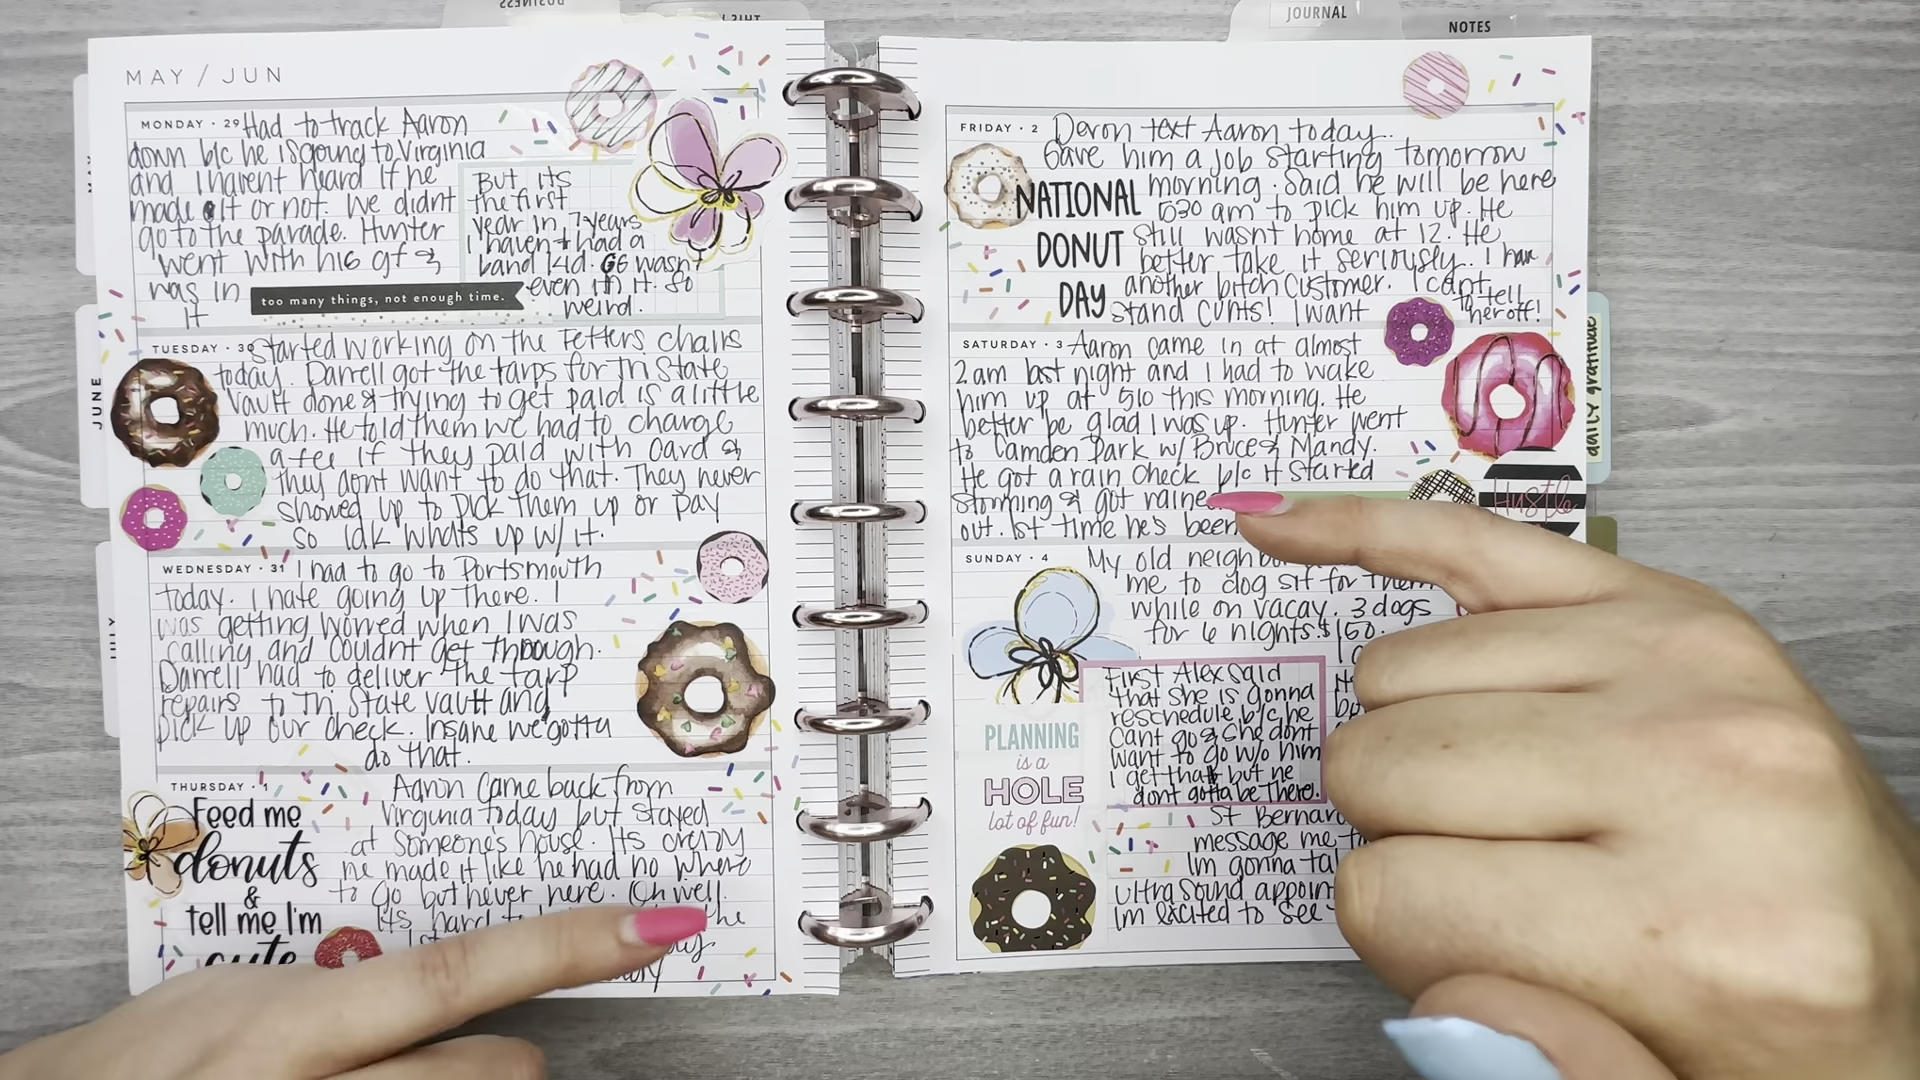 BUSINESS
JOURNAL
NOTES
MAY / JUN
MONDAY · 29 Had to track Aaron
down b/c he is going to Virginia
and I havent heard if he
made it or not. We didnt
go to the parade. Hunter
went with his gf &
was in
it
But its
the first
year in 7 years
I havent had a
band kid. GG wasn't
even in it. So
weird.
too many things, not enough time.
TUESDAY · 30 Started working on the Fetters chairs
today. Darrell got the tarps for Tri State
Vault done & trying to get paid is a little
much. He told them we had to charge
a fee if they paid with card &
they dont want to do that. They never
showed up to pick them up or pay
so idk whats up w/ it.
WEDNESDAY · 31 I had to go to Portsmouth
today. I hate going up there. I
was getting worried when I was
calling and couldnt get through.
Darrell had to deliver the tarp
repairs to Tri State Vault and
pick up our check. Insane we gotta
do that.
THURSDAY · 1 Aaron came back from
Virginia today but stayed
at someone's house. Its crazy
he made it like he had no where
to go but never here. Oh well.
Its hard to the
1st
Feed me
donuts
&
tell me I'm
cute
JUNE
FRIDAY · 2 Devon text Aaron today.
Gave him a job starting tomorrow
morning. Said he will be here
530 am to pick him up. He
still wasnt home at 12. He
better take it seriously. I have
another bitch customer. I cant
stand cunts! I want to tell
her off!
NATIONAL
DONUT
DAY
SATURDAY · 3 Aaron came in at almost
2 am last night and I had to wake
him up at 510 this morning. He
better be glad I was up. Hunter went
to Camden Park w/ Bruce & Mandy.
He got a rain check b/c it started
storming & got rained
out. 1st time he's been
Hustle
daily gratitude
SUNDAY · 4 My old neighbor
me to dog sit for them
while on vacay. 3 dogs
for 6 nights. $150.
First Alex said
that she is gonna
reschedule b/c he
cant go & she dont
want to go w/o him
I get that but he
dont gotta be there.
PLANNING
is a
HOLE
lot of fun!
St Bernard
message me
Im gonna
ultrasound
Im excited to see